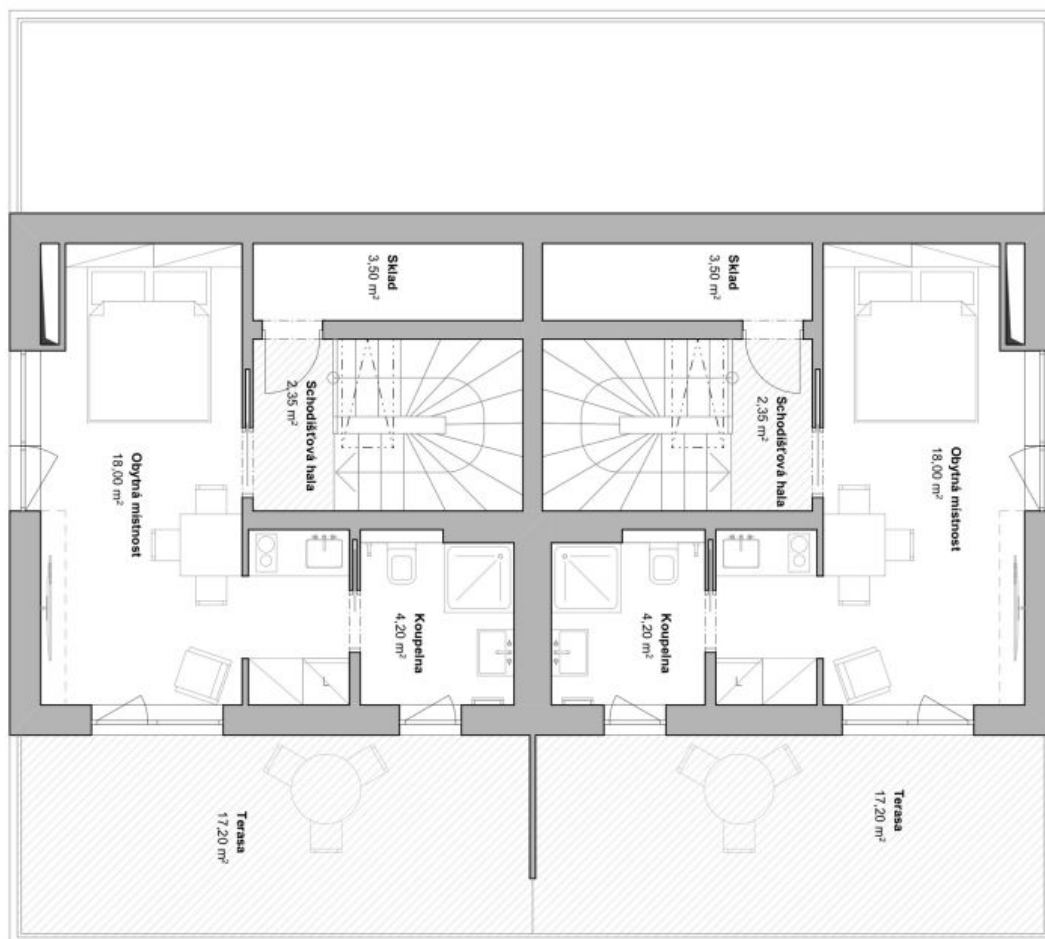 Sklad
3,50 m²
Sklad
3,50 m²
Schodišťová hala
2,35 m²
Schodišťová hala
2,35 m²
Obytná místnost
18,00 m²
Obytná místnost
18,00 m²
Koupelna
4,20 m²
Koupelna
4,20 m²
L
L
Terasa
17,20 m²
Terasa
17,20 m²